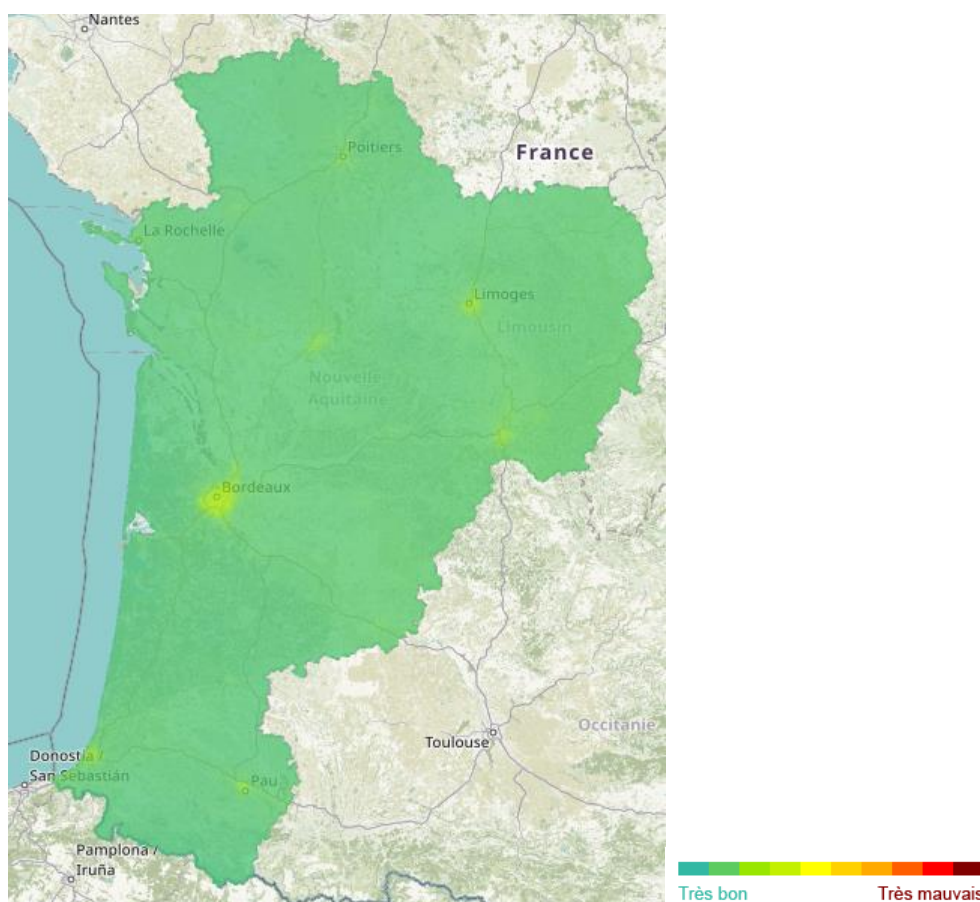 Nantes
Poitiers
France
La Rochelle
Limoges
Limousin
Nouvelle
Aquitaine
Bordeaux
Occitanie
Toulouse
Donostia /
San Sebastián
Pau
Pamplona /
Iruña
Très bon
Très mauvais